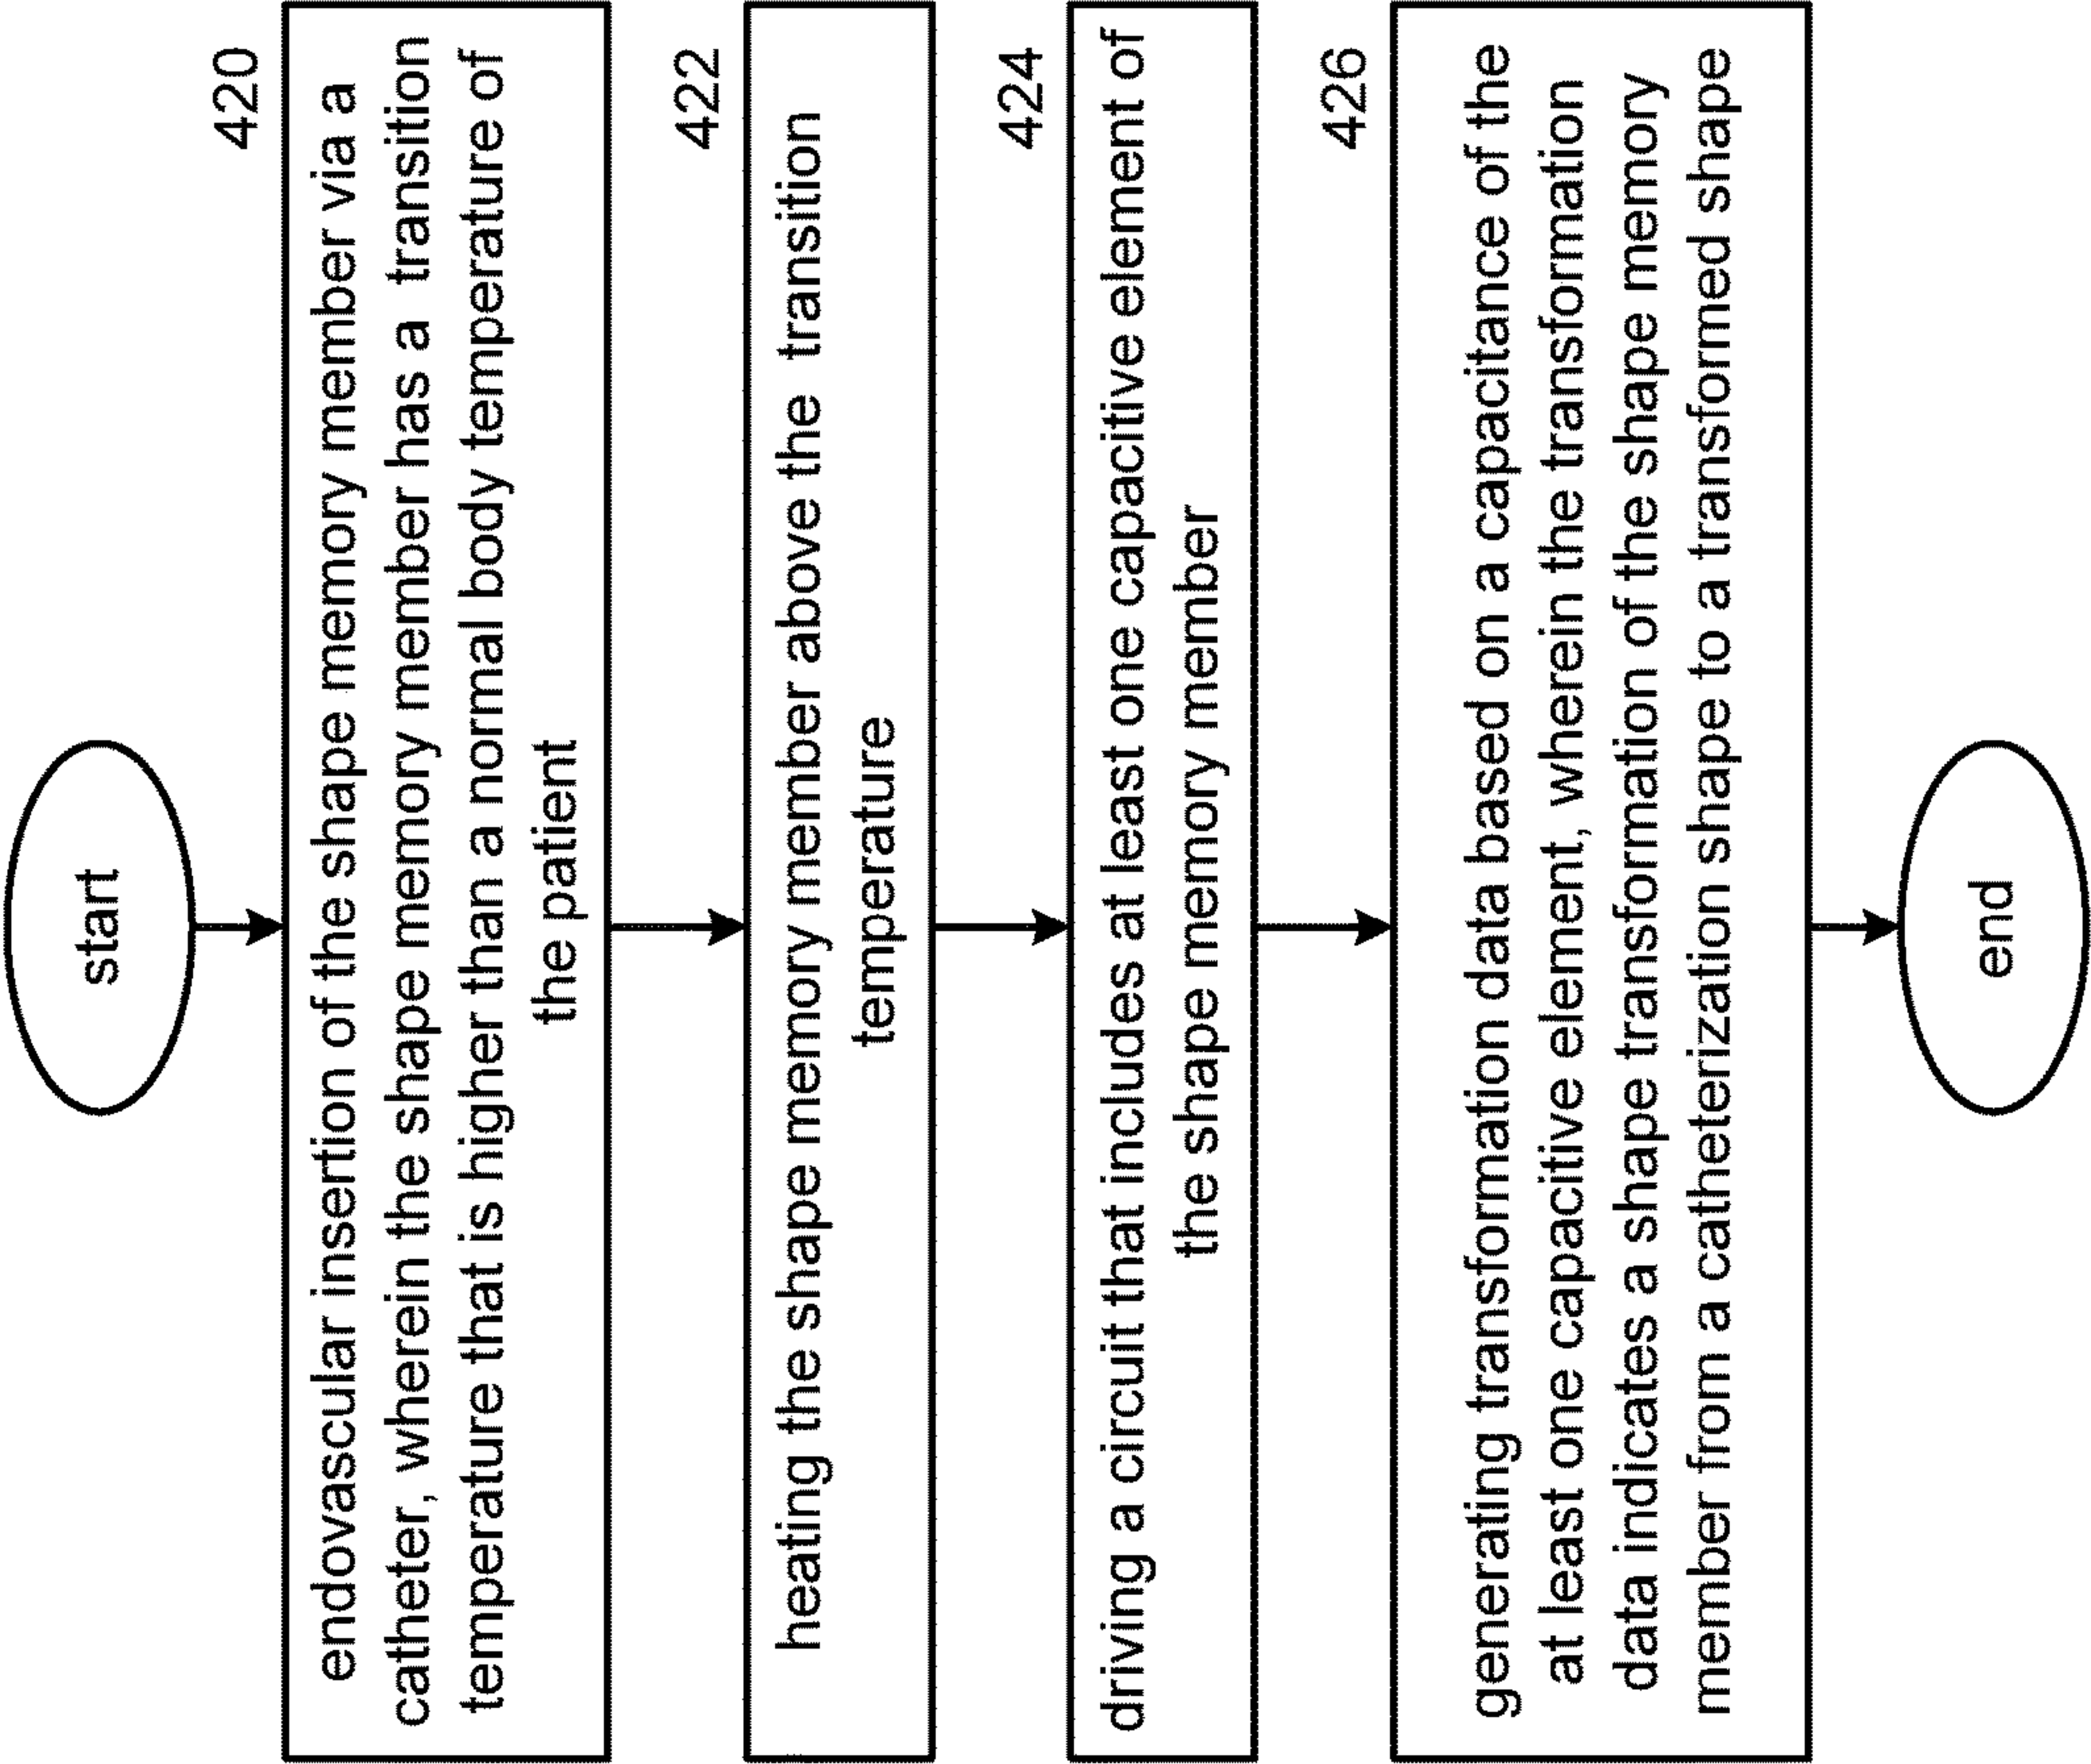 start
420
endovascular insertion of the shape memory member via a
catheter, wherein the shape memory member has a transition
temperature that is higher than a normal body temperature of
the patient
422
heating the shape memory member above the transition
temperature
424
driving a circuit that includes at least one capacitive element of
the shape memory member
426
generating transformation data based on a capacitance of the
at least one capacitive element, wherein the transformation
data indicates a shape transformation of the shape memory
member from a catheterization shape to a transformed shape
end